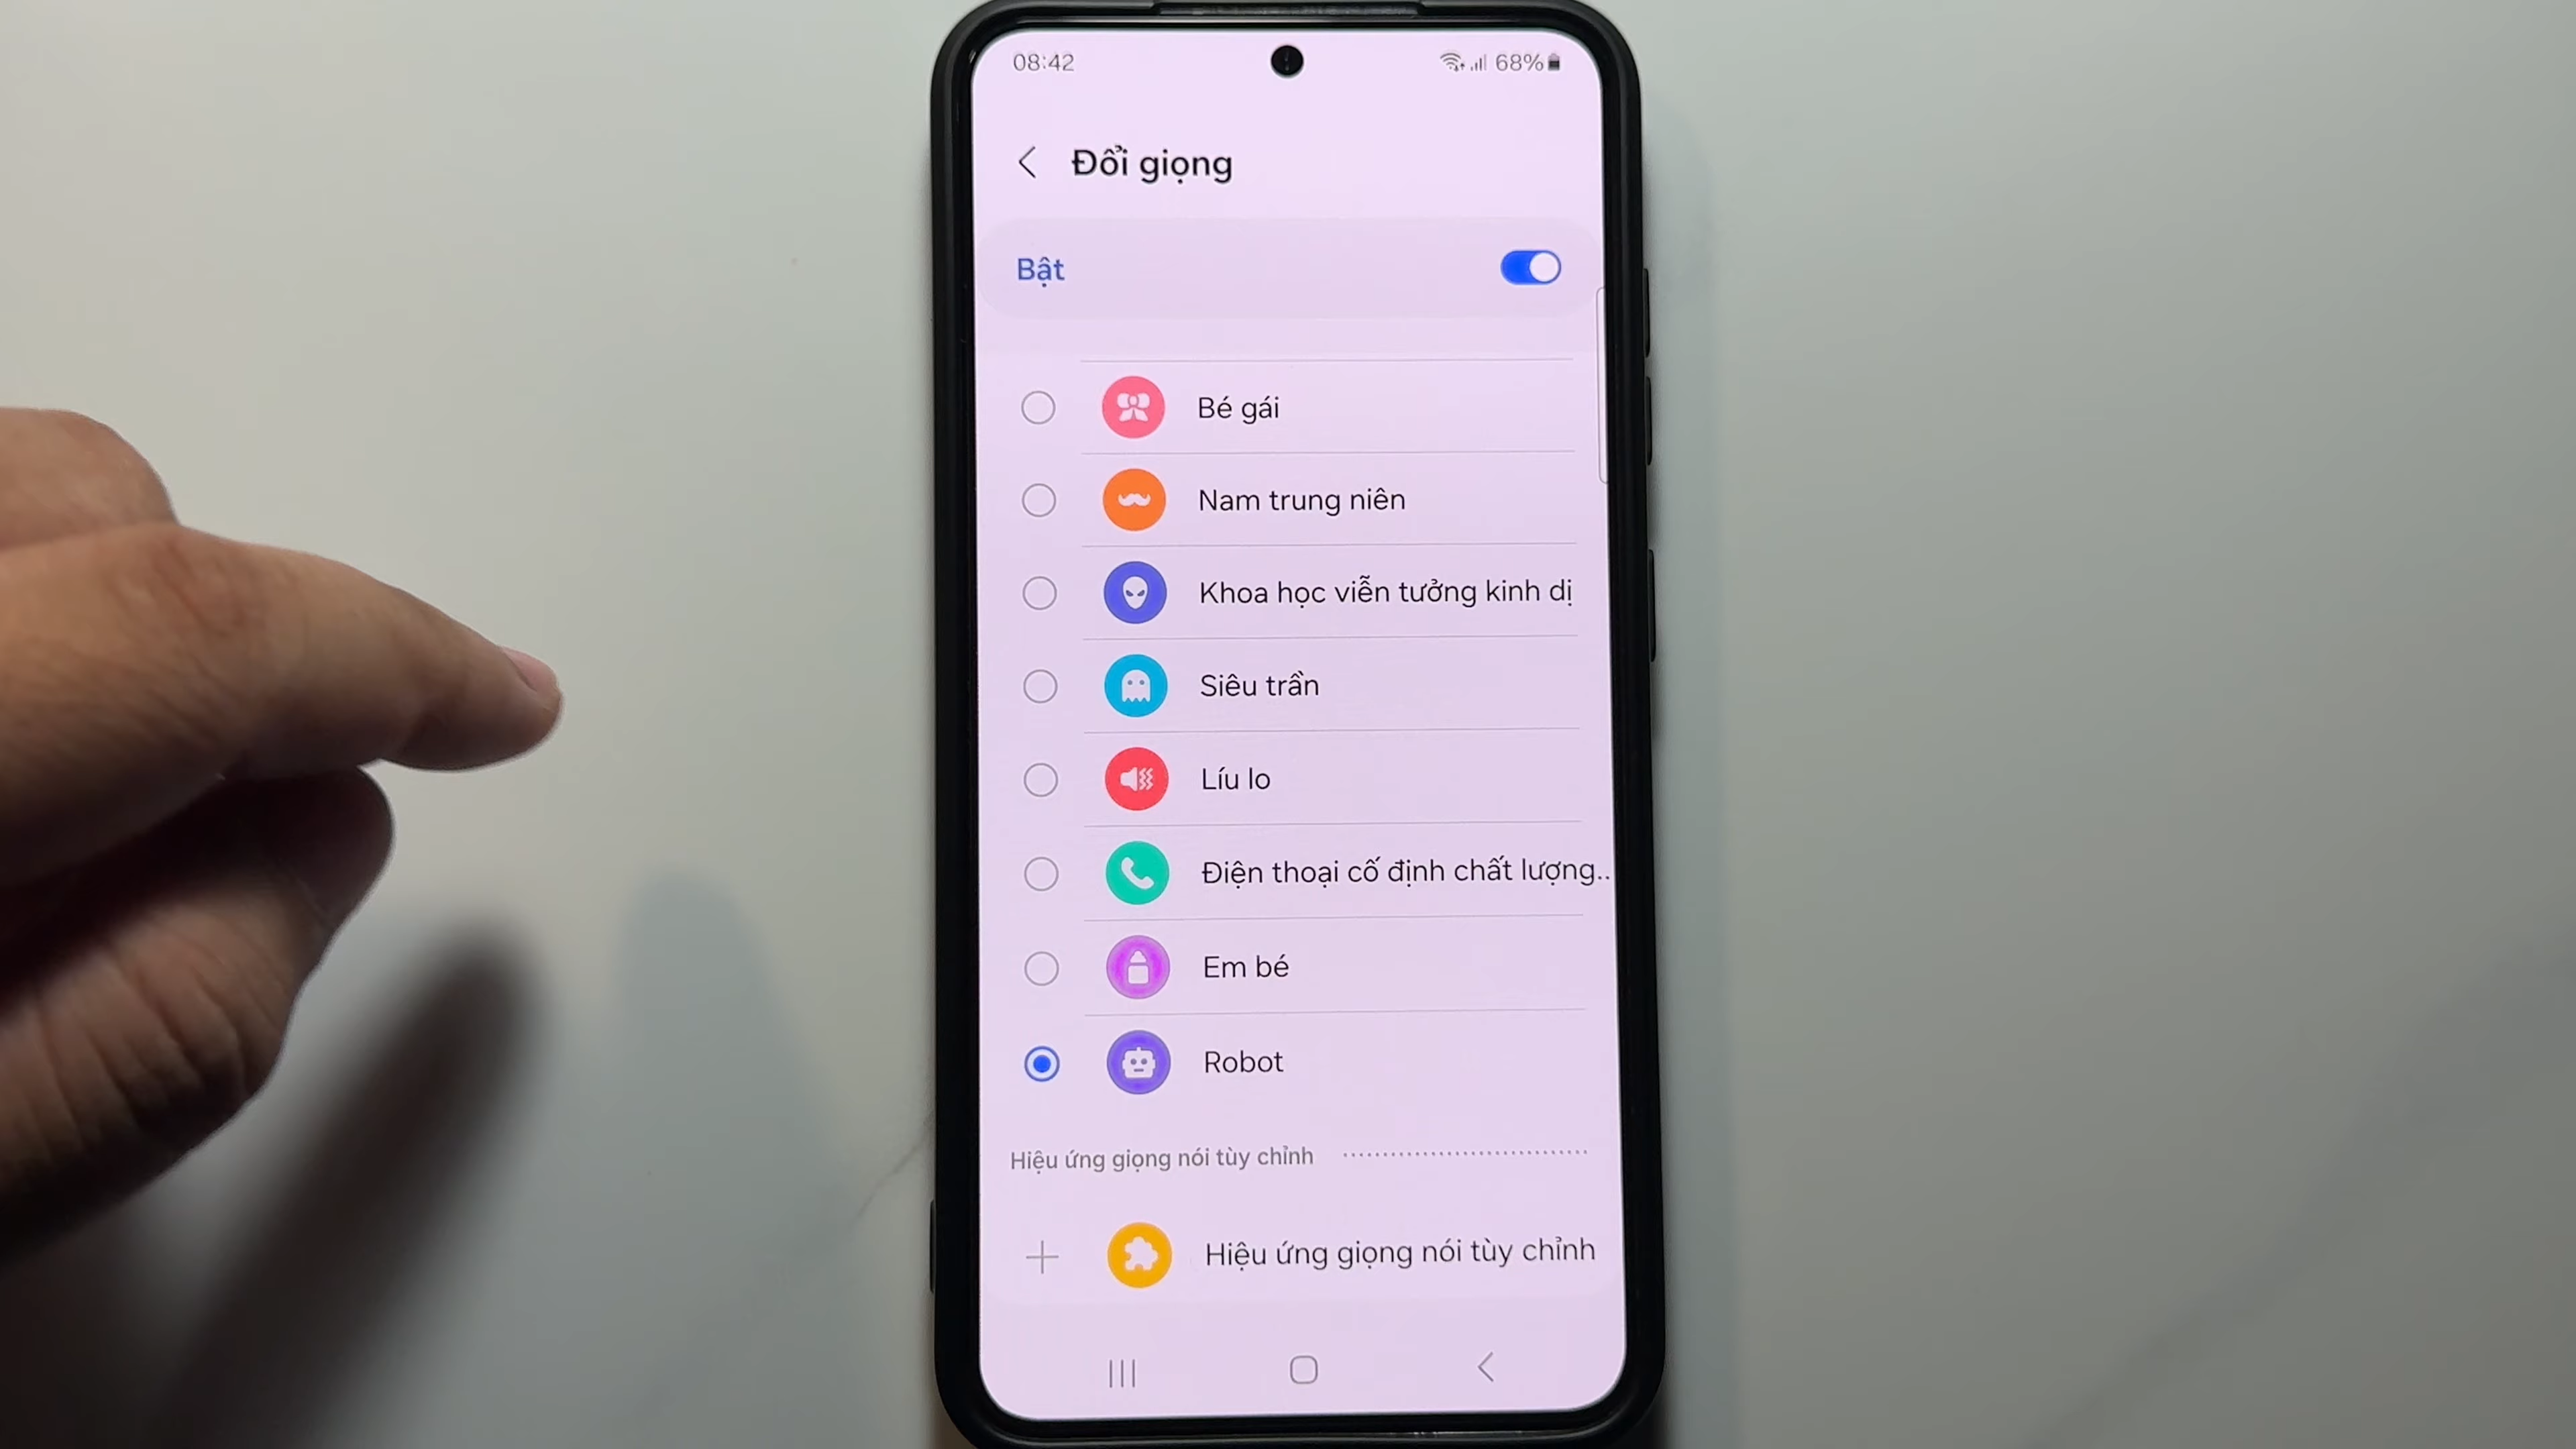 08:42
68%
Đổi giọng
Bật
Bé gái
Nam trung niên
Khoa học viễn tưởng kinh dị
Siêu trần
Líu lo
Điện thoại cố định chất lượng..
Em bé
Robot
Hiệu ứng giọng nói tùy chỉnh
Hiệu ứng giọng nói tùy chỉnh